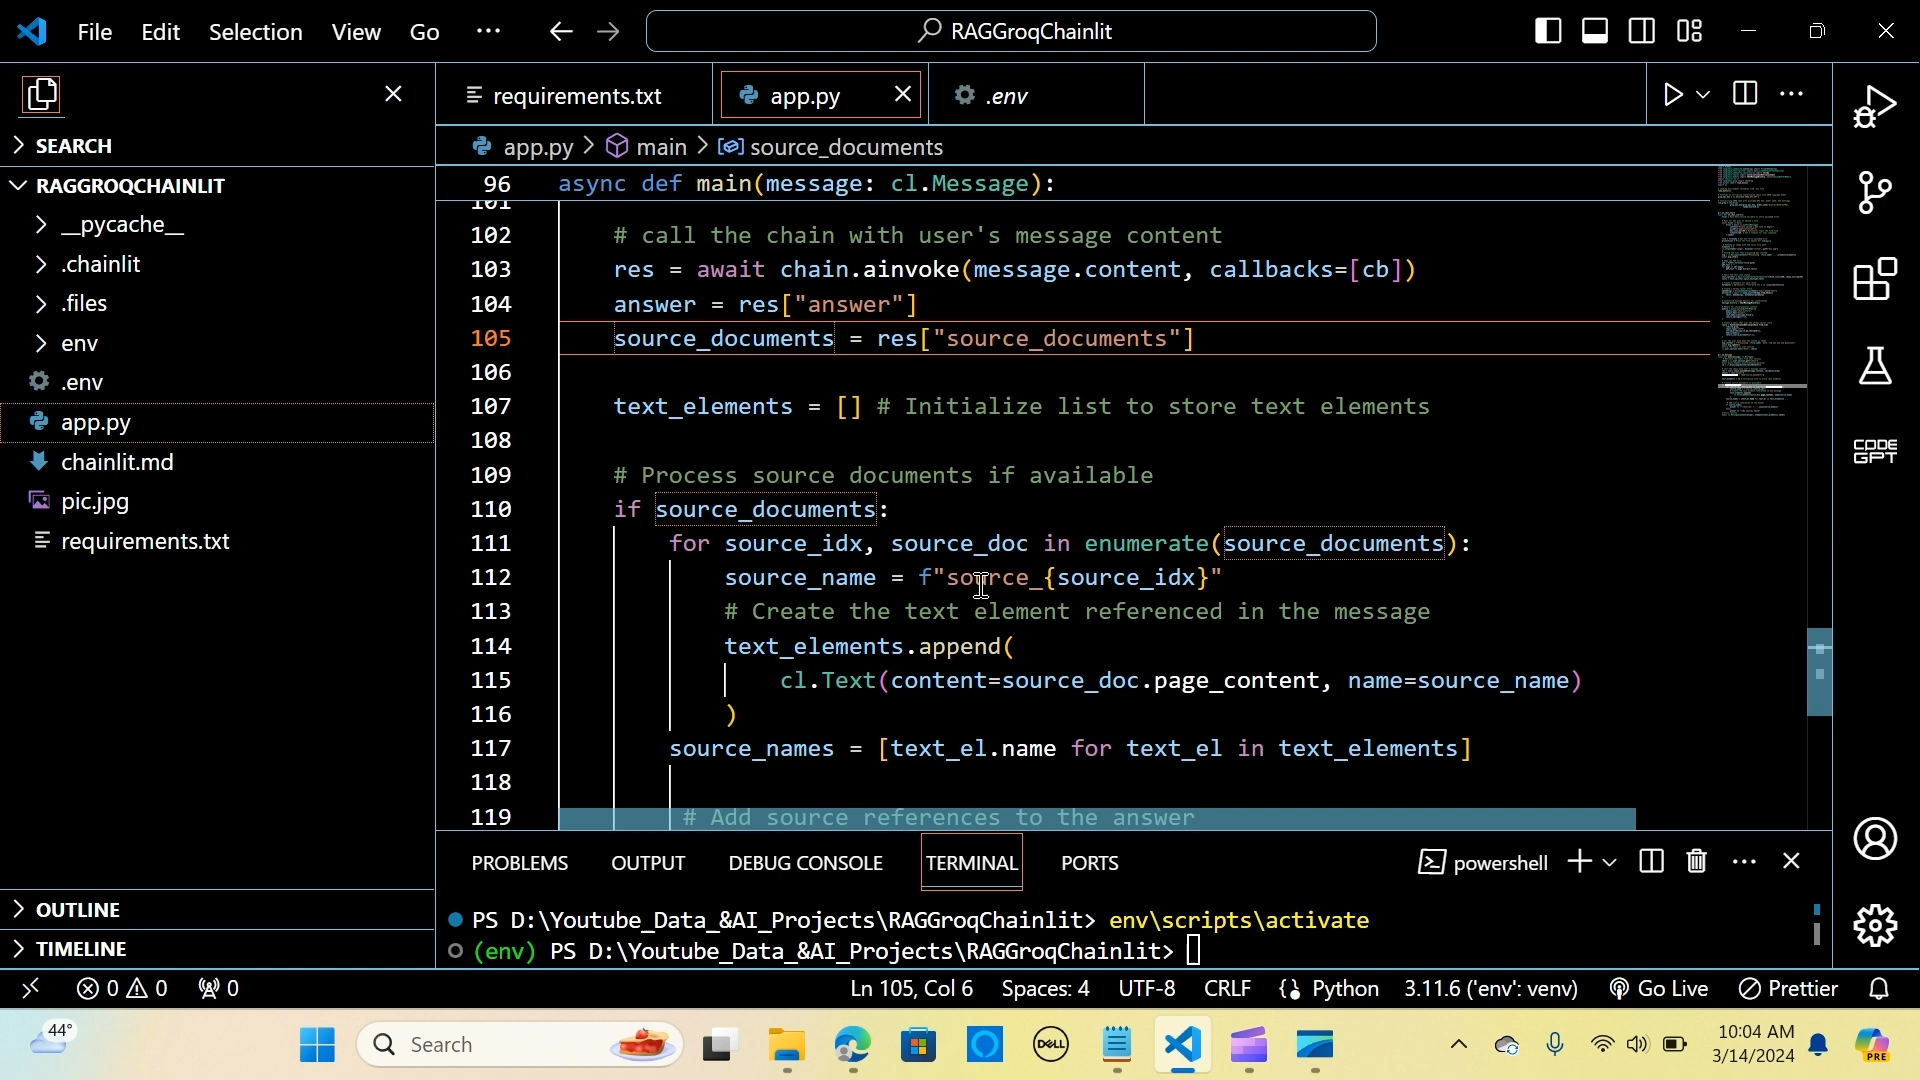 File Edit Selection View Go ··· RAGGroqChainlit
requirements.txt app.py .env
SEARCH
app.py > main > source_documents
RAGGROQCHAINLIT
__pycache__
.chainlit
.files
env
.env
app.py
chainlit.md
pic.jpg
requirements.txt
OUTLINE
TIMELINE
96 async def main(message: cl.Message):
101
102 # call the chain with user's message content
103 res = await chain.ainvoke(message.content, callbacks=[cb])
104 answer = res["answer"]
105 source_documents = res["source_documents"]
106
107 text_elements = [] # Initialize list to store text elements
108
109 # Process source documents if available
110 if source_documents:
111 for source_idx, source_doc in enumerate(source_documents):
112 source_name = f"source_{source_idx}"
113 # Create the text element referenced in the message
114 text_elements.append(
115 cl.Text(content=source_doc.page_content, name=source_name)
116 )
117 source_names = [text_el.name for text_el in text_elements]
118
119 # Add source references to the answer
PROBLEMS OUTPUT DEBUG CONSOLE TERMINAL PORTS powershell
PS D:\Youtube_Data_&AI_Projects\RAGGroqChainlit> env\scripts\activate
(env) PS D:\Youtube_Data_&AI_Projects\RAGGroqChainlit>
0 0 0 Ln 105, Col 6 Spaces: 4 UTF-8 CRLF Python 3.11.6 ('env': venv) Go Live Prettier
CODE
GPT
44° Search DELL 10:04 AM
3/14/2024
PRE